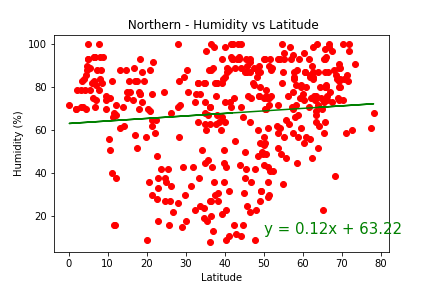 Northern - Humidity vs Latitude
100
80
60
40
20
Humidity (%)
y = 0.12x + 63.22
0 10 20 30 40 50 60 70 80
Latitude